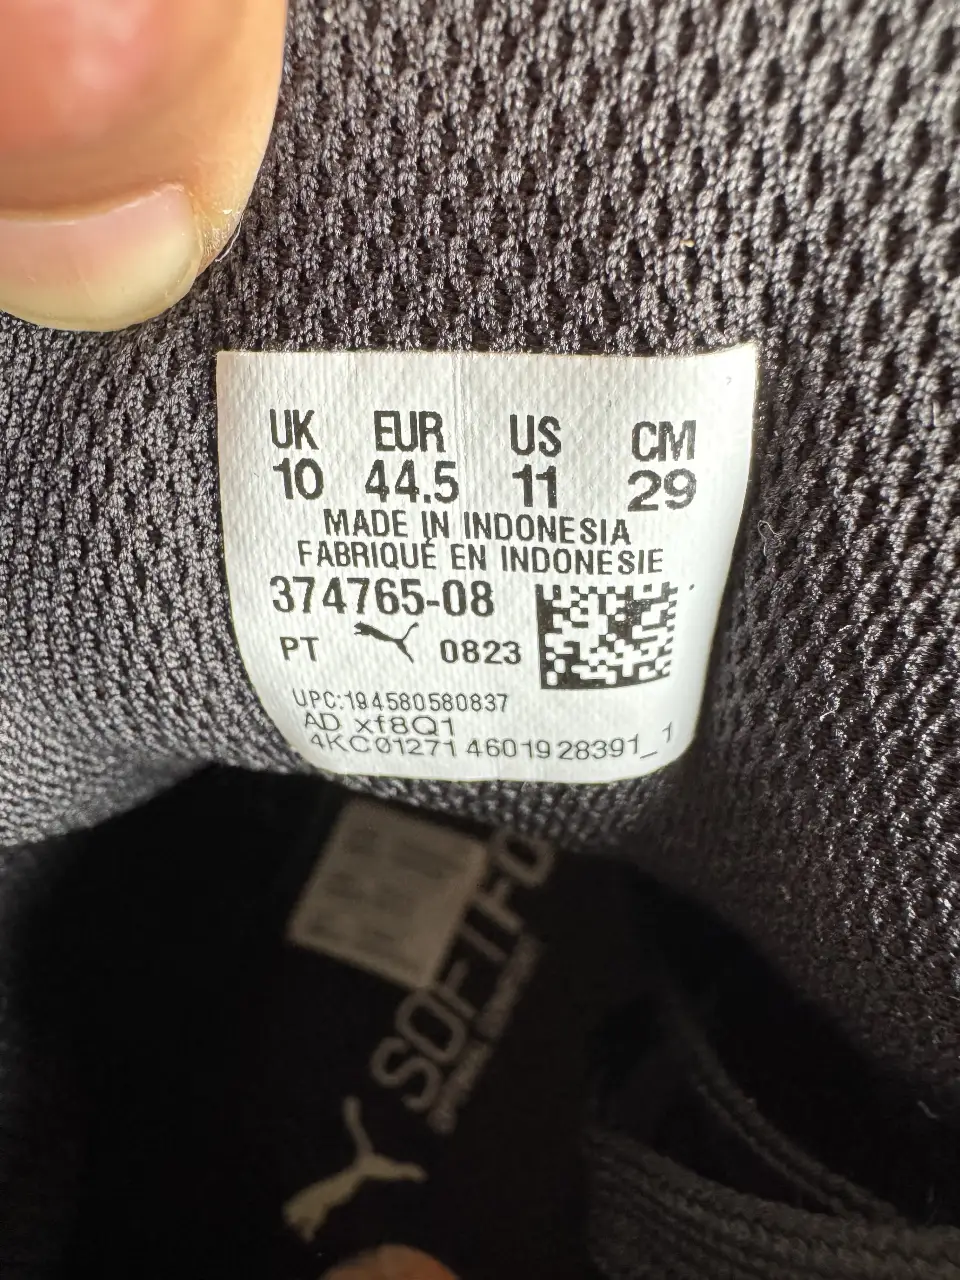 UK EUR US CM
10 44.5 11 29
MADE IN INDONESIA
FABRIQUÉ EN INDONESIE
374765-08
PT 0823
UPC:194580580837
AD xf8Q1
4KC01271 4601928391_1
SOFTFO